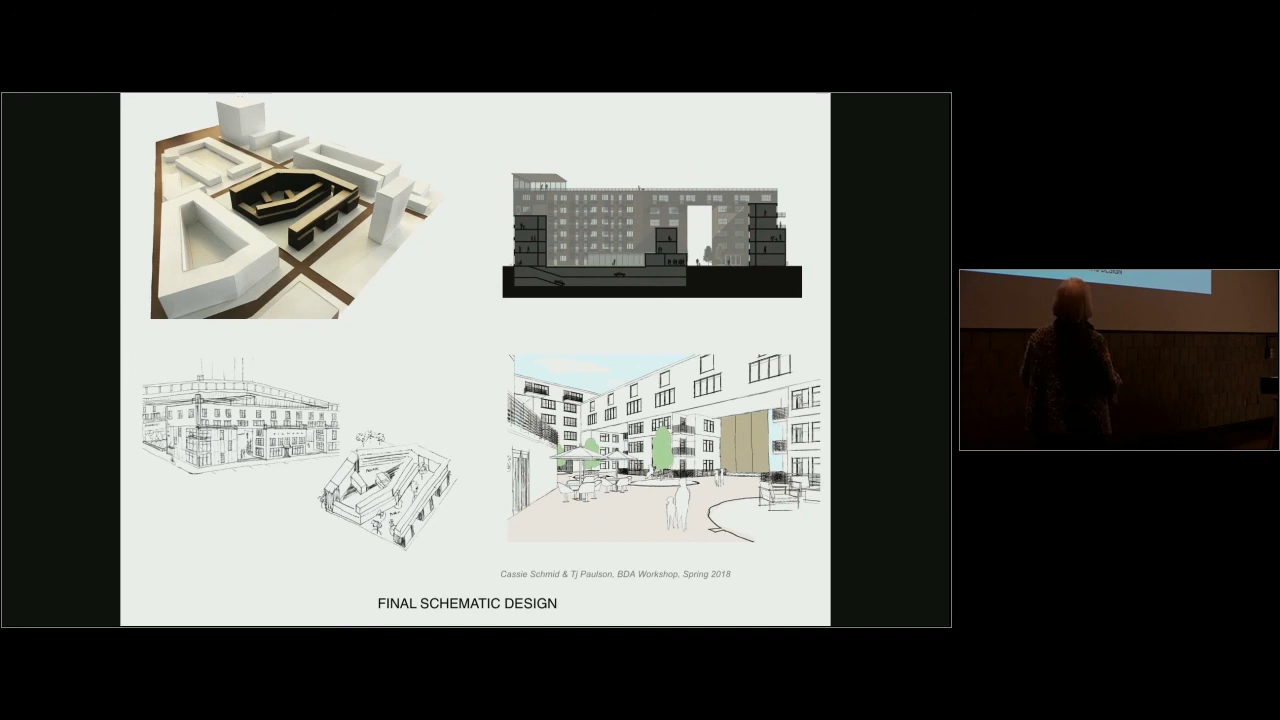 Cassie Schmid & Tj Paulson, BDA Workshop, Spring 2018
FINAL SCHEMATIC DESIGN